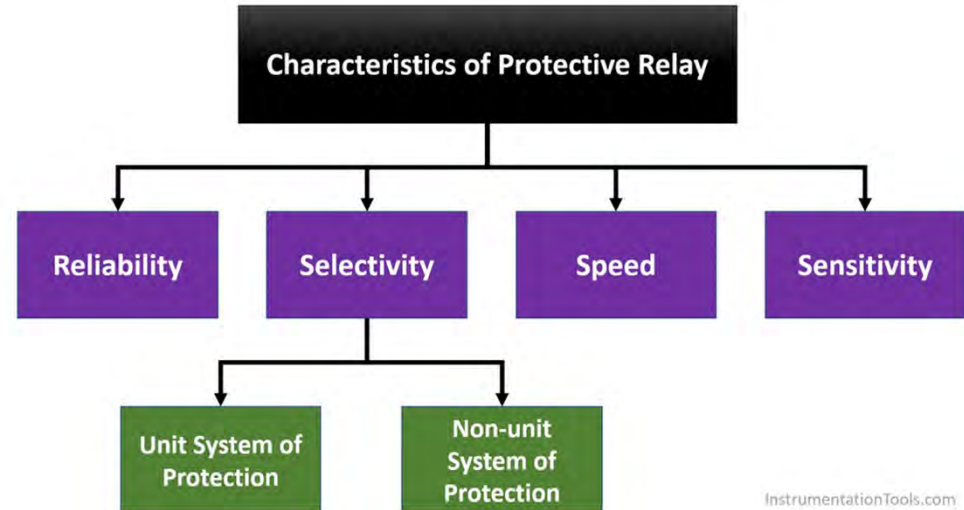 Characteristics of Protective Relay
Reliability
Selectivity
Speed
Sensitivity
Unit System of
Protection
Non-unit
System of
Protection
InstrumentationTools.com